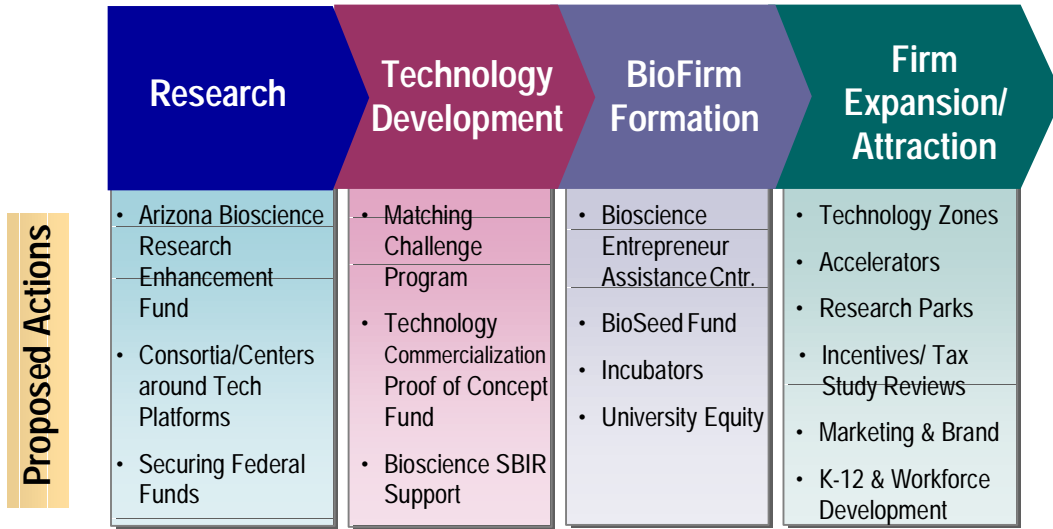 Research
Technology
Development
BioFirm
Formation
Firm
Expansion/
Attraction
Proposed Actions
• Arizona Bioscience
Research
Enhancement
Fund
• Consortia/Centers
around Tech
Platforms
• Securing Federal
Funds
• Matching
Challenge
Program
• Technology
Commercialization
Proof of Concept
Fund
• Bioscience SBIR
Support
• Bioscience
Entrepreneur
Assistance Cntr.
• BioSeed Fund
• Incubators
• University Equity
• Technology Zones
• Accelerators
• Research Parks
• Incentives/ Tax
Study Reviews
• Marketing & Brand
• K-12 & Workforce
Development